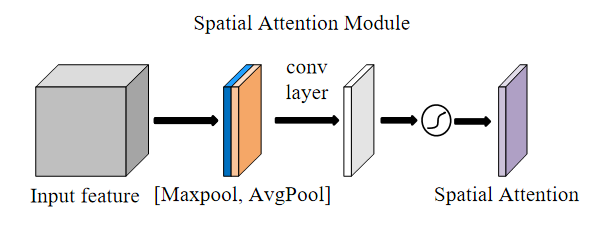 Spatial Attention Module
conv
layer
Input feature
[Maxpool, AvgPool]
Spatial Attention